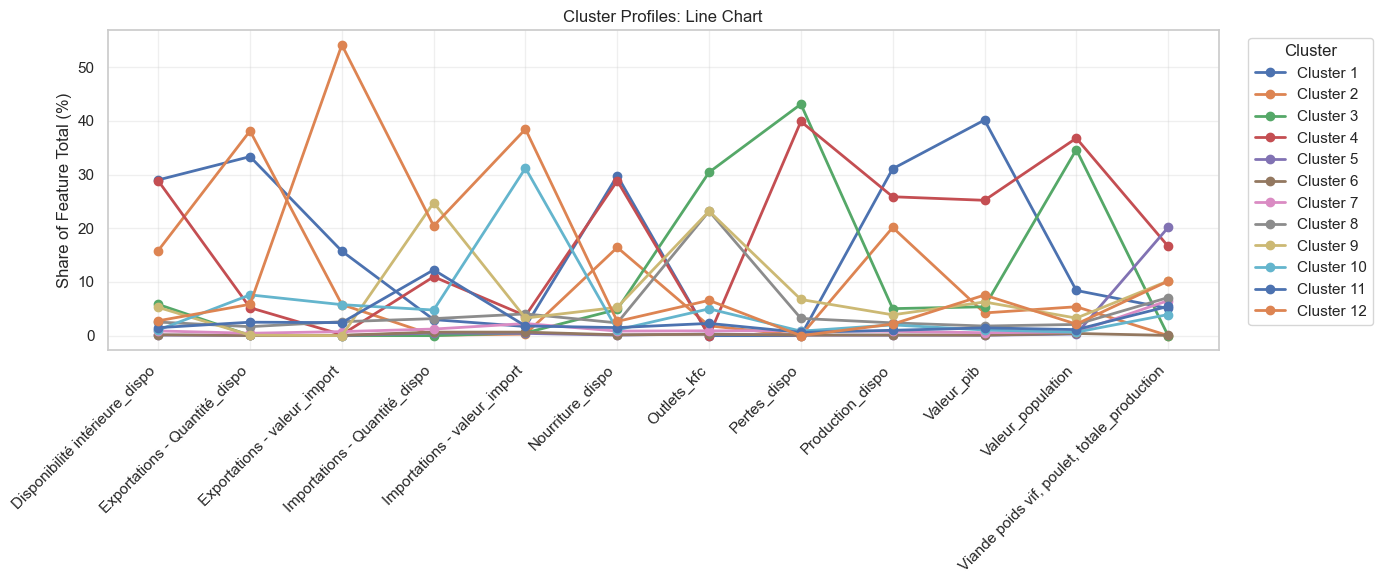 Cluster Profiles: Line Chart
Share of Feature Total (%)
50
40
30
20
10
0
Disponibilité intérieure_dispo
Exportations - Quantité_dispo
Exportations - valeur_import
Importations - Quantité_dispo
Importations - valeur_import
Nourriture_dispo
Outlets_kfc
Pertes_dispo
Production_dispo
Valeur_pib
Valeur_population
Viande poids vif, poulet, totale_production
Cluster
Cluster 1
Cluster 2
Cluster 3
Cluster 4
Cluster 5
Cluster 6
Cluster 7
Cluster 8
Cluster 9
Cluster 10
Cluster 11
Cluster 12